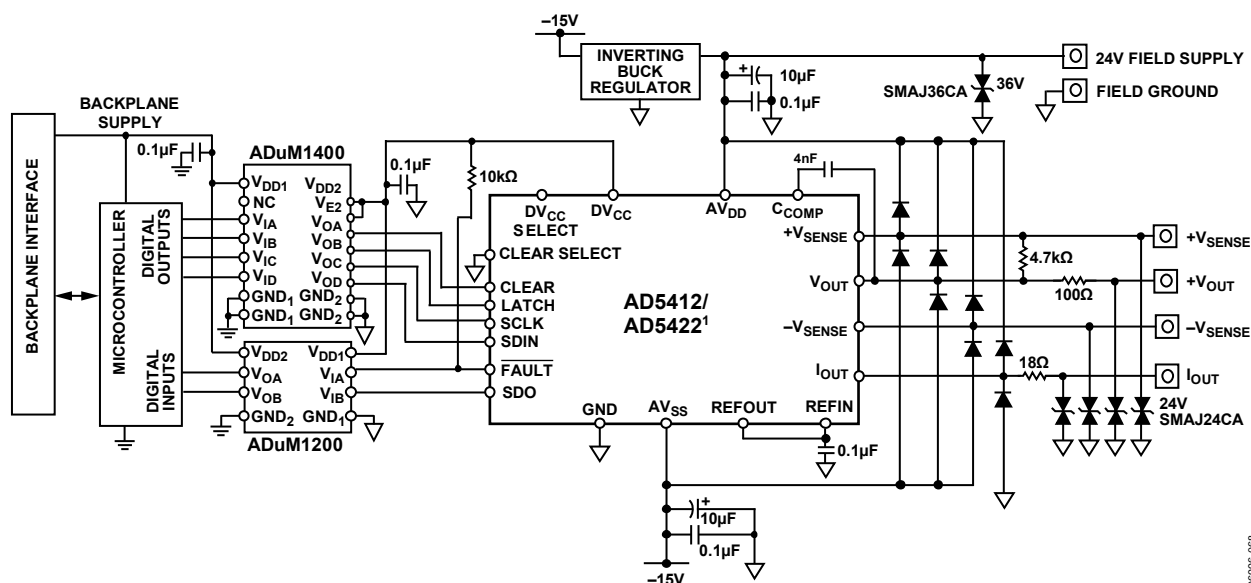 –15V
INVERTING
BUCK
REGULATOR
+
10µF
0.1µF
SMAJ36CA
36V
24V FIELD SUPPLY
FIELD GROUND
BACKPLANE INTERFACE
BACKPLANE
SUPPLY
0.1µF
MICROCONTROLLER
DIGITAL
OUTPUTS
DIGITAL
INPUTS
ADuM1400
VDD1
NC
VIA
VIB
VIC
VID
GND1
GND1
VDD2
VE2
VOA
VOB
VOC
VOD
GND2
GND2
VDD2
VOA
VOB
GND2
VDD1
VIA
VIB
GND1
ADuM1200
0.1µF
10kΩ
4nF
DVCC
SELECT
DVCC
AVDD
CCOMP
CLEAR SELECT
CLEAR
LATCH
SCLK
SDIN
FAULT
SDO
AD5412/
AD5422¹
+VSENSE
VOUT
–VSENSE
IOUT
GND
AVSS
REFOUT
REFIN
0.1µF
4.7kΩ
100Ω
18Ω
+VSENSE
+VOUT
–VSENSE
IOUT
24V
SMAJ24CA
+
10µF
0.1µF
–15V